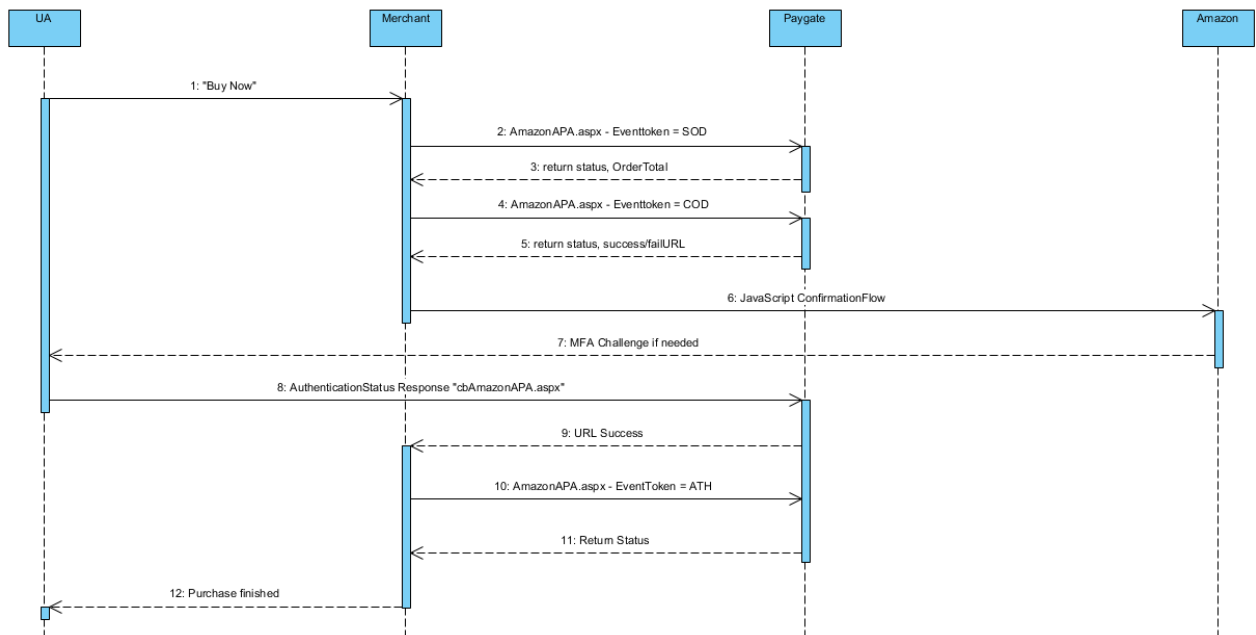 UA
Merchant
Paygate
Amazon
1: "Buy Now"
2: AmazonAPA.aspx - Eventtoken = SOD
3: return status, OrderTotal
4: AmazonAPA.aspx - Eventtoken = COD
5: return status, success/failURL
6: JavaScript ConfirmationFlow
7: MFA Challenge if needed
8: AuthenticationStatus Response "cbAmazonAPA.aspx"
9: URL Success
10: AmazonAPA.aspx - EventToken = ATH
11: Return Status
12: Purchase finished